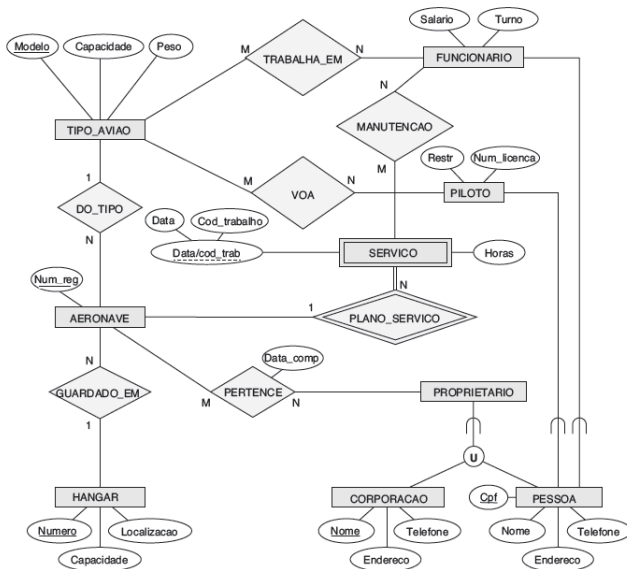 Salario
Turno
Modelo
Capacidade
Peso
M
TRABALHA_EM
N
FUNCIONARIO
TIPO_AVIAO
N
MANUTENCAO
M
1
Restr
Num_licenca
M
VOA
N
PILOTO
DO_TIPO
N
Data
Cod_trabalho
Data/cod_trab
SERVICO
Horas
Num_reg
N
AERONAVE
1
PLANO_SERVICO
N
Data_comp
GUARDADO_EM
M
PERTENCE
N
PROPRIETARIO
1
U
HANGAR
CORPORACAO
Cpf
PESSOA
Numero
Localizacao
Nome
Telefone
Nome
Telefone
Capacidade
Endereco
Endereco